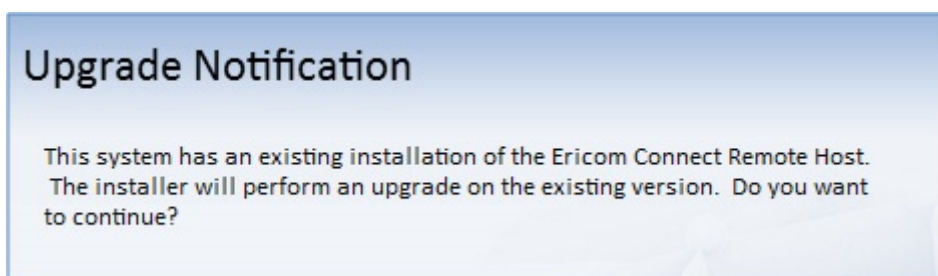 Upgrade Notification
This system has an existing installation of the Ericom Connect Remote Host.
The installer will perform an upgrade on the existing version.  Do you want
to continue?